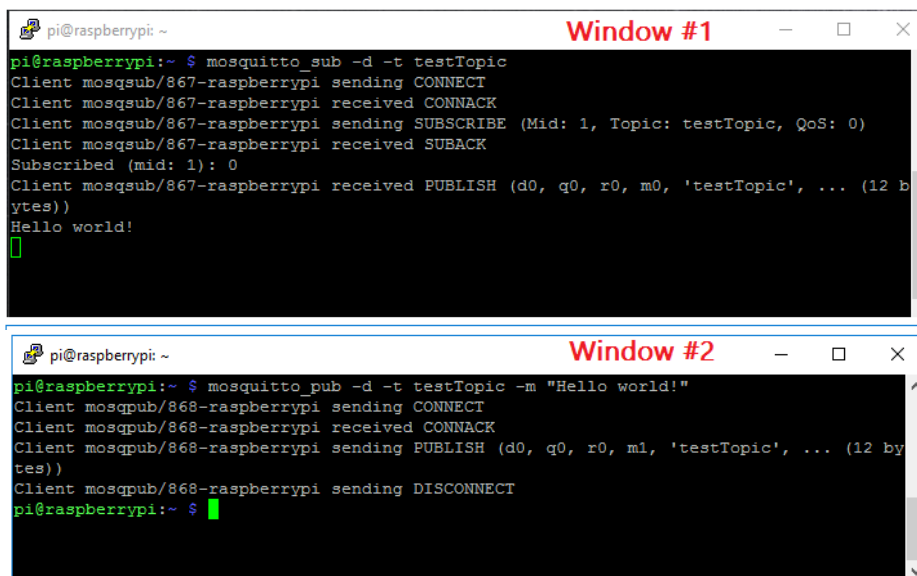 pi@raspberrypi: ~
Window #1
pi@raspberrypi:~ $ mosquitto_sub -d -t testTopic
Client mosqsub/867-raspberrypi sending CONNECT
Client mosqsub/867-raspberrypi received CONNACK
Client mosqsub/867-raspberrypi sending SUBSCRIBE (Mid: 1, Topic: testTopic, QoS: 0)
Client mosqsub/867-raspberrypi received SUBACK
Subscribed (mid: 1): 0
Client mosqsub/867-raspberrypi received PUBLISH (d0, q0, r0, m0, 'testTopic', ... (12 b
ytes))
Hello world!
pi@raspberrypi: ~
Window #2
pi@raspberrypi:~ $ mosquitto_pub -d -t testTopic -m "Hello world!"
Client mosqpub/868-raspberrypi sending CONNECT
Client mosqpub/868-raspberrypi received CONNACK
Client mosqpub/868-raspberrypi sending PUBLISH (d0, q0, r0, m1, 'testTopic', ... (12 by
tes))
Client mosqpub/868-raspberrypi sending DISCONNECT
pi@raspberrypi:~ $